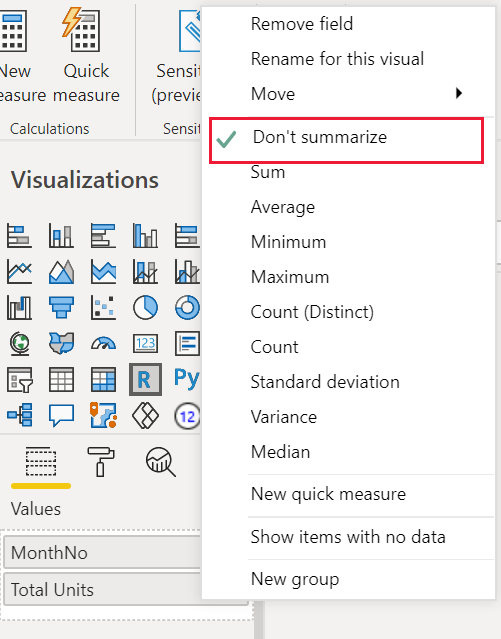 New
measure
Quick
measure
Sensit
(previe
Calculations
Sensit
Visualizations
123
R
Py
12
Values
MonthNo
Total Units
Remove field
Rename for this visual
Move
Don't summarize
Sum
Average
Minimum
Maximum
Count (Distinct)
Count
Standard deviation
Variance
Median
New quick measure
Show items with no data
New group